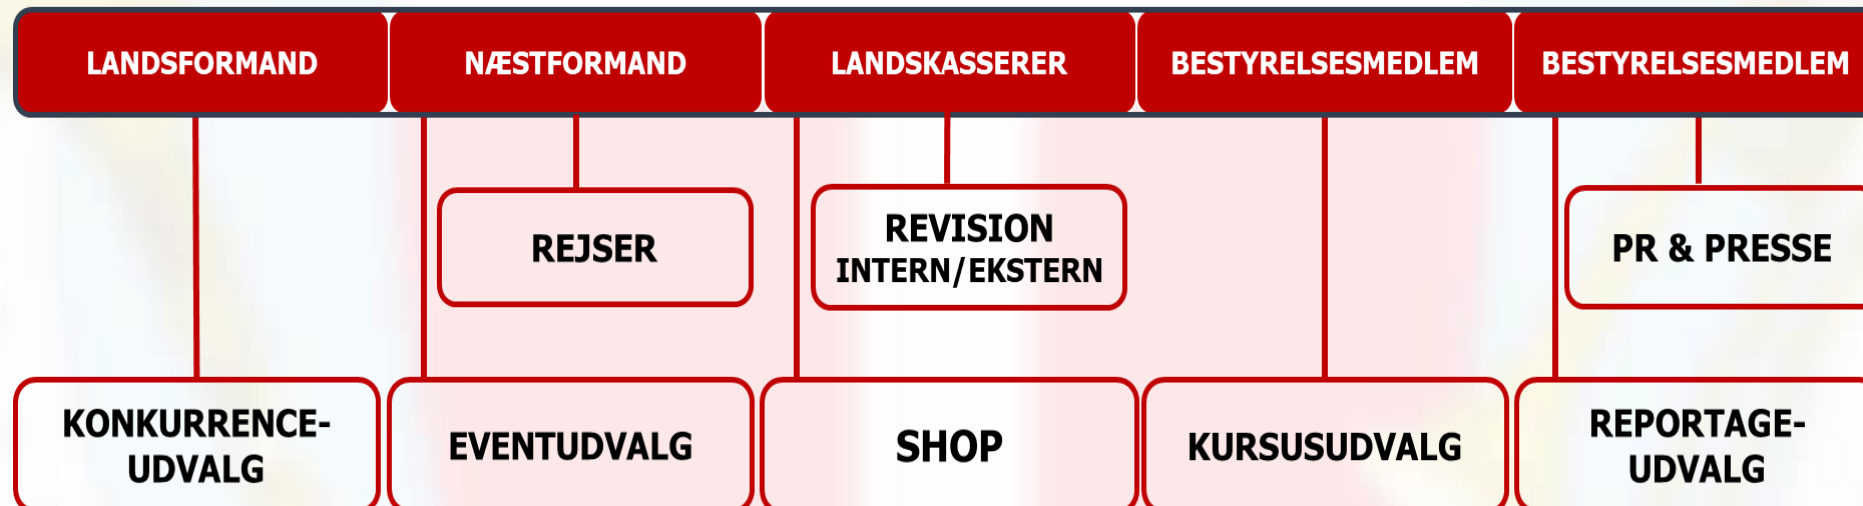 LANDSFORMAND
NÆSTFORMAND
LANDSKASSERER
BESTYRELSESMEDLEM
BESTYRELSESMEDLEM
REJSER
REVISION
INTERN/EKSTERN
PR & PRESSE
KONKURRENCE-
UDVALG
EVENTUDVALG
SHOP
KURSUSUDVALG
REPORTAGE-
UDVALG